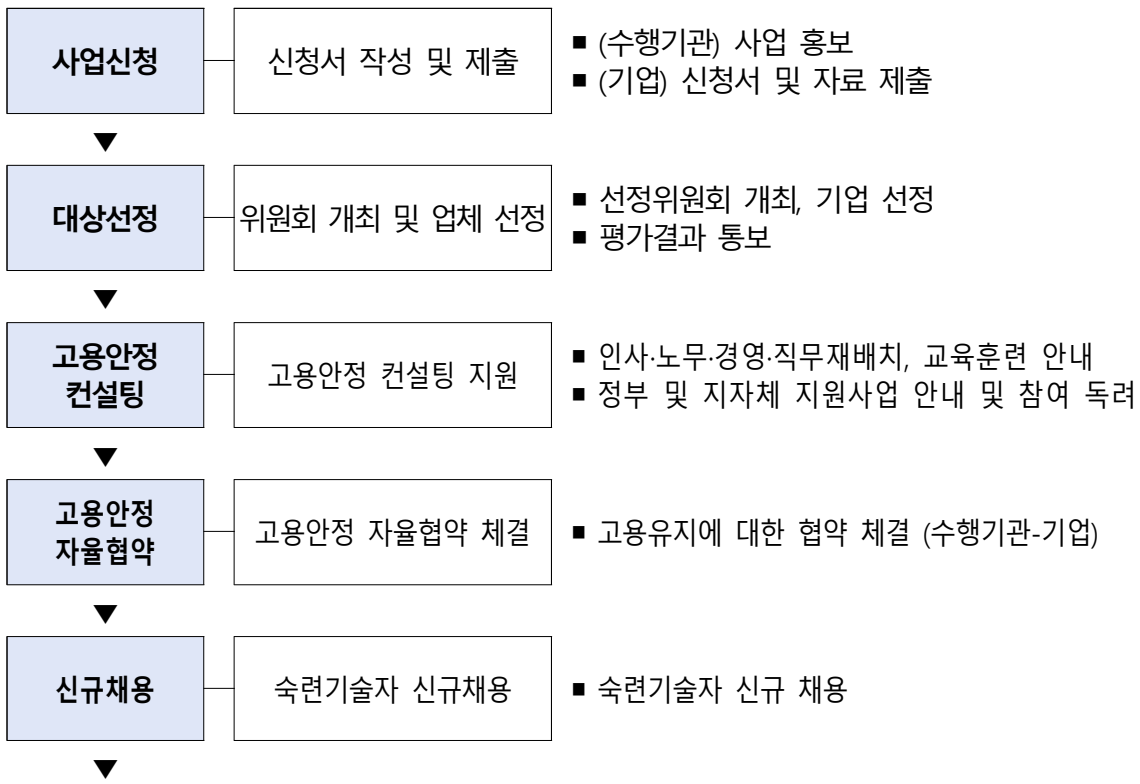 사업신청
신청서 작성 및 제출
■ (수행기관) 사업 홍보
■ (기업) 신청서 및 자료 제출
▼
대상선정
위원회 개최 및 업체 선정
■ 선정위원회 개최, 기업 선정
■ 평가결과 통보
▼
고용안정
컨설팅
고용안정 컨설팅 지원
■ 인사·노무·경영·직무재배치, 교육훈련 안내
■ 정부 및 지자체 지원사업 안내 및 참여 독려
▼
고용안정
자율협약
고용안정 자율협약 체결
■ 고용유지에 대한 협약 체결 (수행기관-기업)
▼
신규채용
숙련기술자 신규채용
■ 숙련기술자 신규 채용
▼